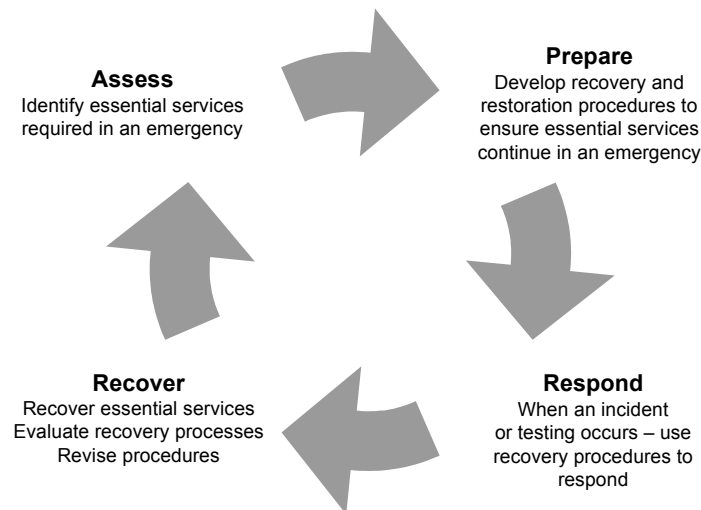 Assess
Identify essential services
required in an emergency
Prepare
Develop recovery and
restoration procedures to
ensure essential services
continue in an emergency
Respond
When an incident
or testing occurs – use
recovery procedures to
respond
Recover
Recover essential services
Evaluate recovery processes
Revise procedures